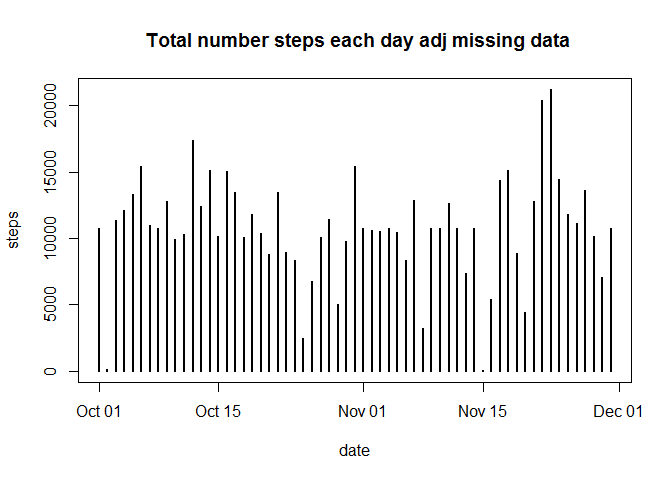 Total number steps each day adj missing data
steps
20000
15000
10000
5000
0
Oct 01 Oct 15 Nov 01 Nov 15 Dec 01
date